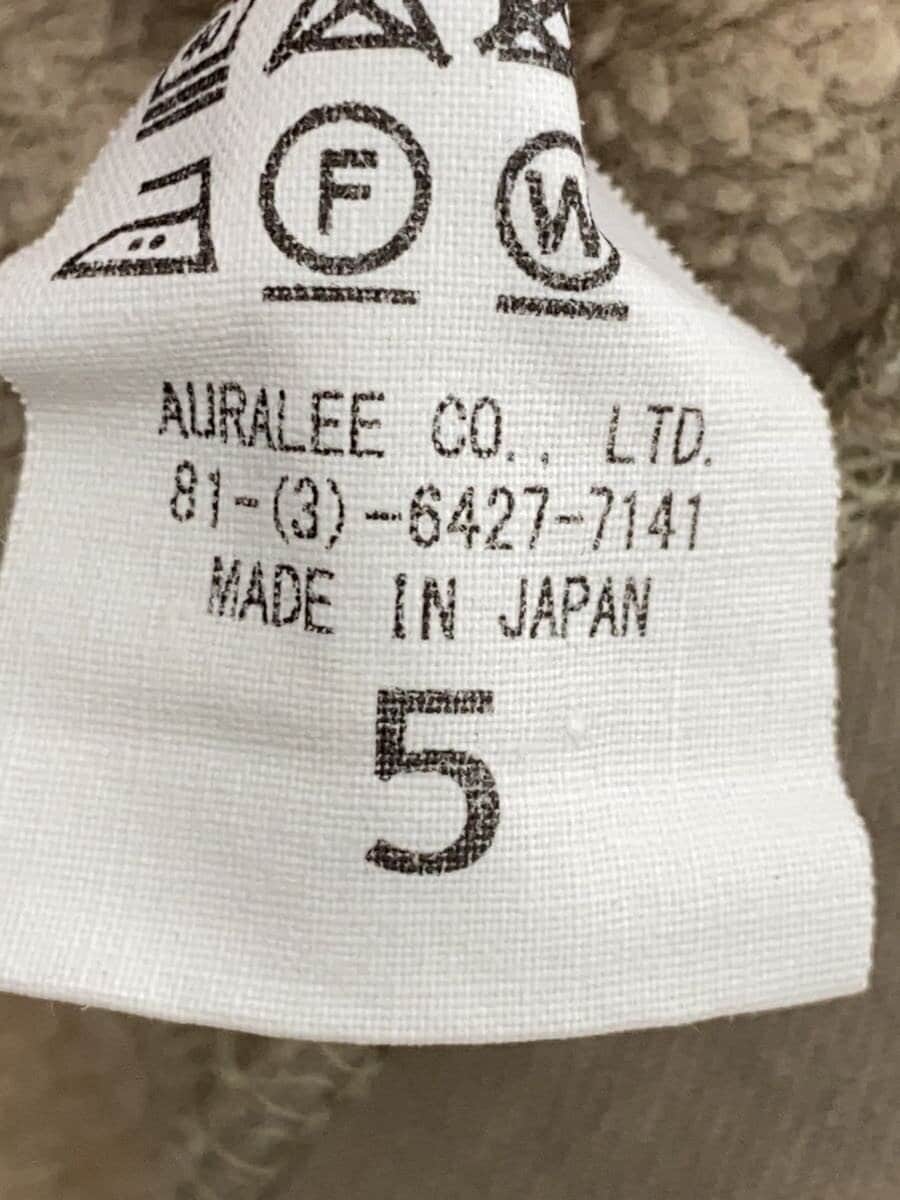 F W
AURALEE CO., LTD.
81-(3)-6427-7141
MADE IN JAPAN
5